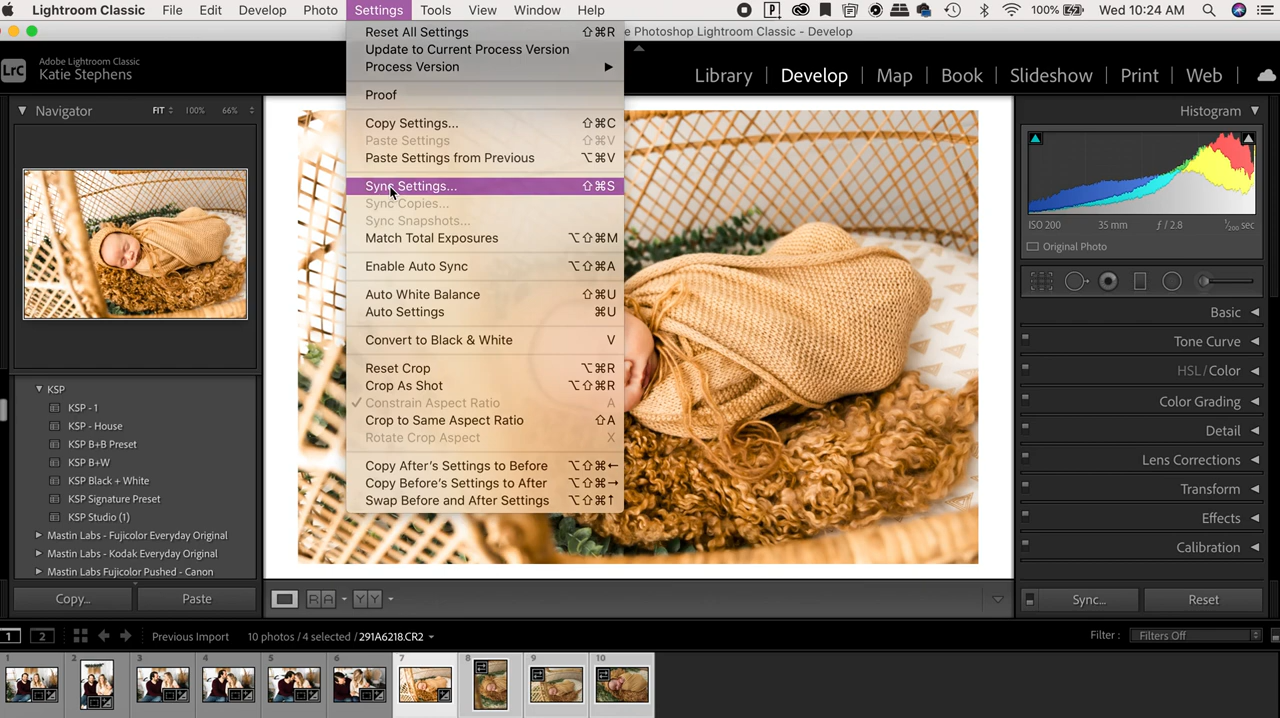 Lightroom Classic File Edit Develop Photo Settings Tools View Window Help 100% Wed 10:24 AM
e Photoshop Lightroom Classic - Develop
LrC Adobe Lightroom Classic
Katie Stephens
Library | Develop | Map | Book | Slideshow | Print | Web
Navigator FIT 100% 66%
Reset All Settings ⇧⌘R
Update to Current Process Version
Process Version ▶
Proof
Copy Settings... ⇧⌘C
Paste Settings ⇧⌘V
Paste Settings from Previous ⌥⌘V
Sync Settings... ⇧⌘S
Sync Copies...
Sync Snapshots...
Match Total Exposures ⌥⇧⌘M
Enable Auto Sync ⌥⇧⌘A
Auto White Balance ⇧⌘U
Auto Settings ⌘U
Convert to Black & White V
Reset Crop ⌥⌘R
Crop As Shot ⌥⇧⌘R
Constrain Aspect Ratio A
Crop to Same Aspect Ratio ⇧A
Rotate Crop Aspect X
Copy After's Settings to Before ⌥⇧⌘←
Copy Before's Settings to After ⌥⇧⌘→
Swap Before and After Settings ⌥⇧⌘↑
KSP
KSP - 1
KSP - House
KSP B+B Preset
KSP B+W
KSP Black + White
KSP Signature Preset
KSP Studio (1)
Mastin Labs - Fujicolor Everyday Original
Mastin Labs - Kodak Everyday Original
Mastin Labs Fujicolor Pushed - Canon
Copy... Paste
Histogram
ISO 200 35 mm f / 2.8 1/200 sec
Original Photo
Basic
Tone Curve
HSL / Color
Color Grading
Detail
Lens Corrections
Transform
Effects
Calibration
R A Y Y
Sync... Reset
1 2 Previous Import 10 photos / 4 selected / 291A6218.CR2 Filter : Filters Off
1 2 3 4 5 6 7 8 9 10